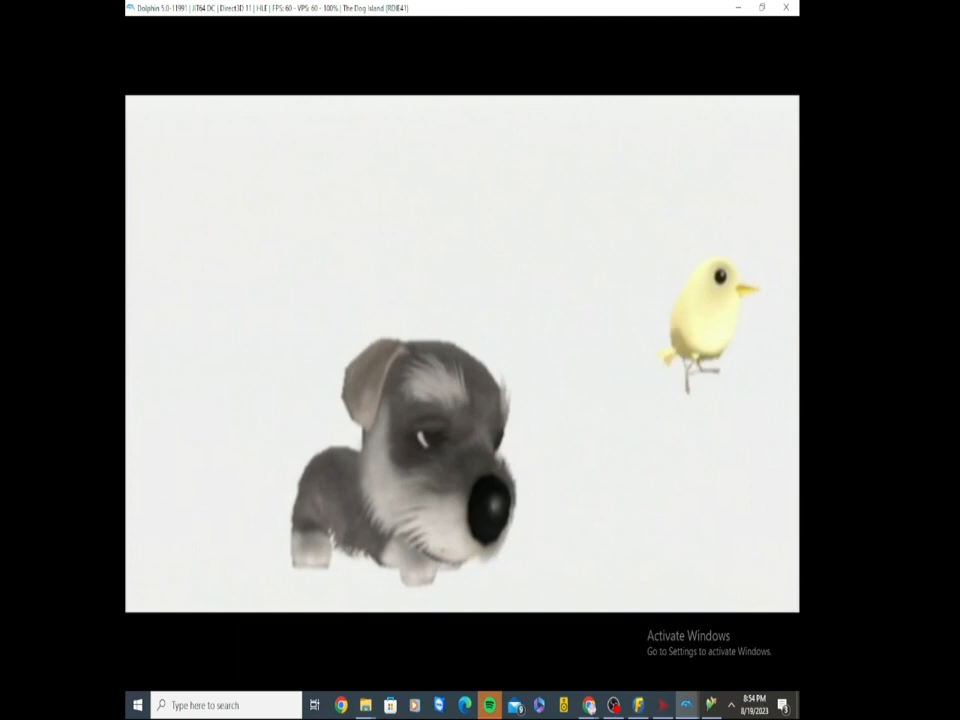 Dolphin 5.0-11991 | JIT64 DC | Direct3D 11 | HLE | FPS: 60 - VPS: 60 - 100% | The Dog Island (RDIE41)
Activate Windows
Go to Settings to activate Windows.
Type here to search
8:54 PM
8/19/2023